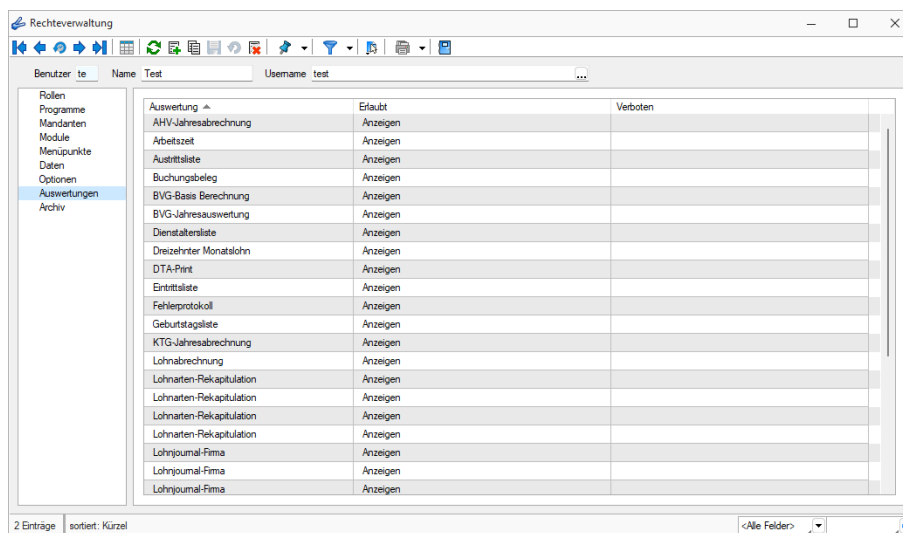 Rechteverwaltung
Benutzer te Name Test Username test ...
Rollen
Programme
Mandanten
Module
Menüpunkte
Daten
Optionen
Auswertungen
Archiv
Auswertung Erlaubt Verboten
AHV-Jahresabrechnung Anzeigen
Arbeitszeit Anzeigen
Austrittsliste Anzeigen
Buchungsbeleg Anzeigen
BVG-Basis Berechnung Anzeigen
BVG-Jahresauswertung Anzeigen
Dienstaltersliste Anzeigen
Dreizehnter Monatslohn Anzeigen
DTA-Print Anzeigen
Eintrittsliste Anzeigen
Fehlerprotokoll Anzeigen
Geburtstagsliste Anzeigen
KTG-Jahresabrechnung Anzeigen
Lohnabrechnung Anzeigen
Lohnarten-Rekapitulation Anzeigen
Lohnarten-Rekapitulation Anzeigen
Lohnarten-Rekapitulation Anzeigen
Lohnarten-Rekapitulation Anzeigen
Lohnjournal-Firma Anzeigen
Lohnjournal-Firma Anzeigen
Lohnjournal-Firma Anzeigen
2 Einträge sortiert: Kürzel <Alle Felder>